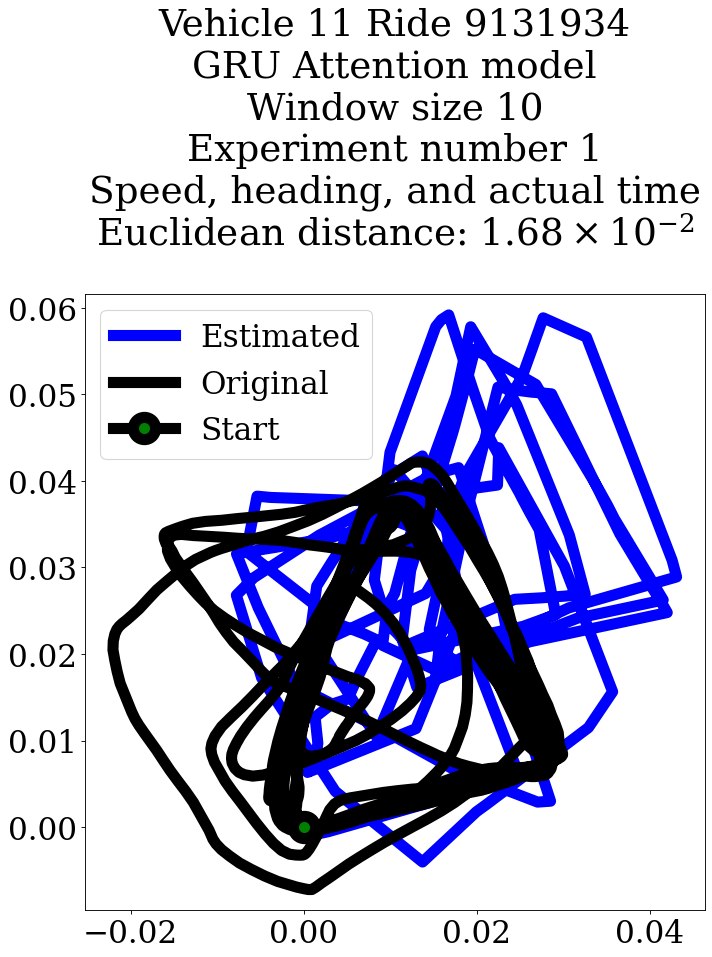 Vehicle 11 Ride 9131934
GRU Attention model
Window size 10
Experiment number 1
Speed, heading, and actual time
Euclidean distance: 1.68 × 10⁻²
0.06
Estimated
0.05
Original
Start
0.04
0.03
0.02
0.01
0.00
−0.02 0.00 0.02 0.04